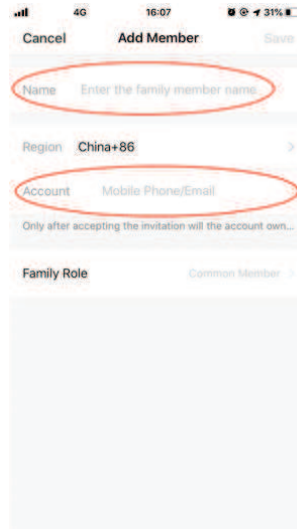 4G 16:07 31%
Cancel Add Member Save
Name Enter the family member name
Region China+86
Account Mobile Phone/Email
Only after accepting the invitation will the account own...
Family Role Common Member